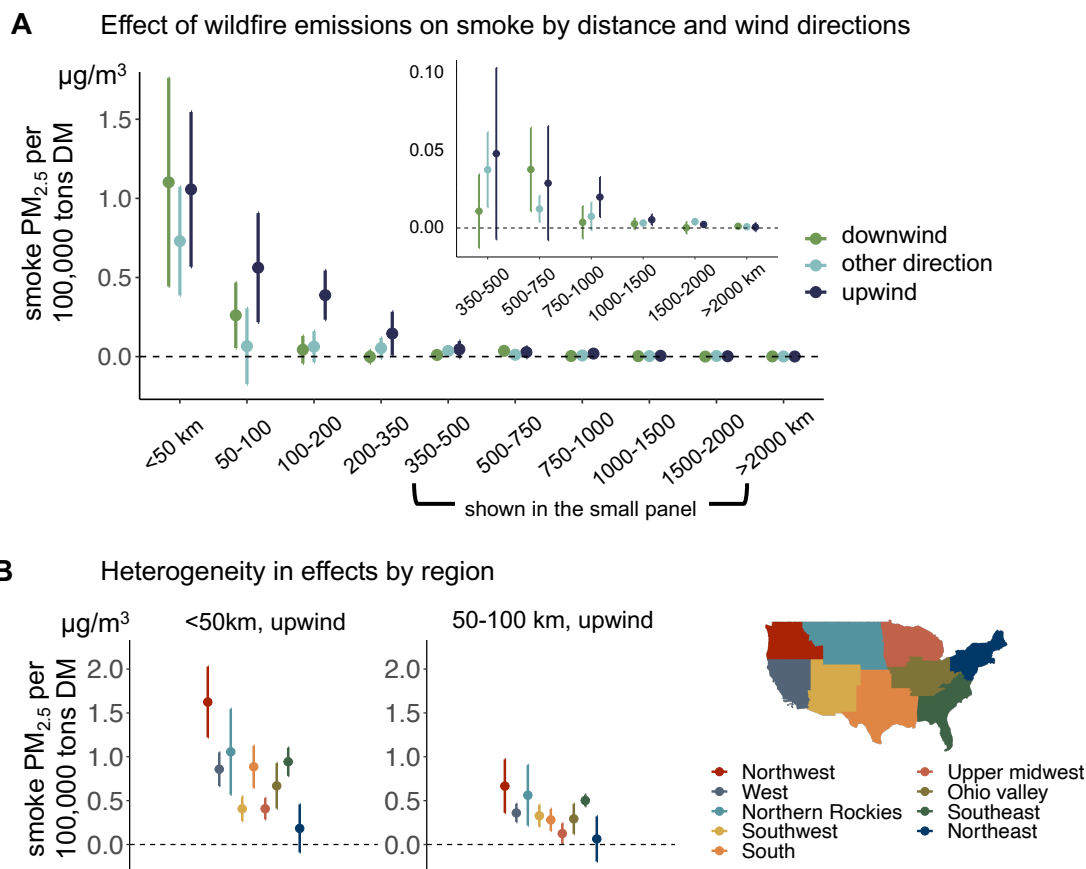 A Effect of wildfire emissions on smoke by distance and wind directions
μg/m³
smoke PM2.5 per
100,000 tons DM
1.5
1.0
0.5
0.0
0.10
0.05
0.00
350-500
500-750
750-1000
1000-1500
1500-2000
>2000 km
downwind
other direction
upwind
<50 km
50-100
100-200
200-350
350-500
500-750
750-1000
1000-1500
1500-2000
>2000 km
shown in the small panel
B Heterogeneity in effects by region
μg/m³
<50km, upwind
50-100 km, upwind
smoke PM2.5 per
100,000 tons DM
2.0
1.5
1.0
0.5
0.0
2.0
1.5
1.0
0.5
0.0
Northwest
West
Northern Rockies
Southwest
South
Upper midwest
Ohio valley
Southeast
Northeast